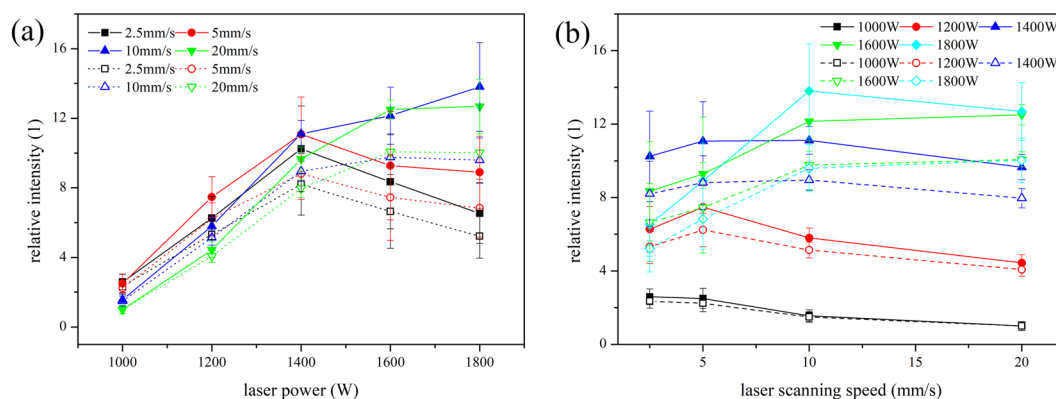 (a)
2.5mm/s 5mm/s
10mm/s 20mm/s
2.5mm/s 5mm/s
10mm/s 20mm/s
relative intensity (1)
16
12
8
4
0
1000 1200 1400 1600 1800
laser power (W)
(b)
1000W 1200W 1400W
1600W 1800W
1000W 1200W 1400W
1600W 1800W
relative intensity (1)
16
12
8
4
0
5 10 15 20
laser scanning speed (mm/s)